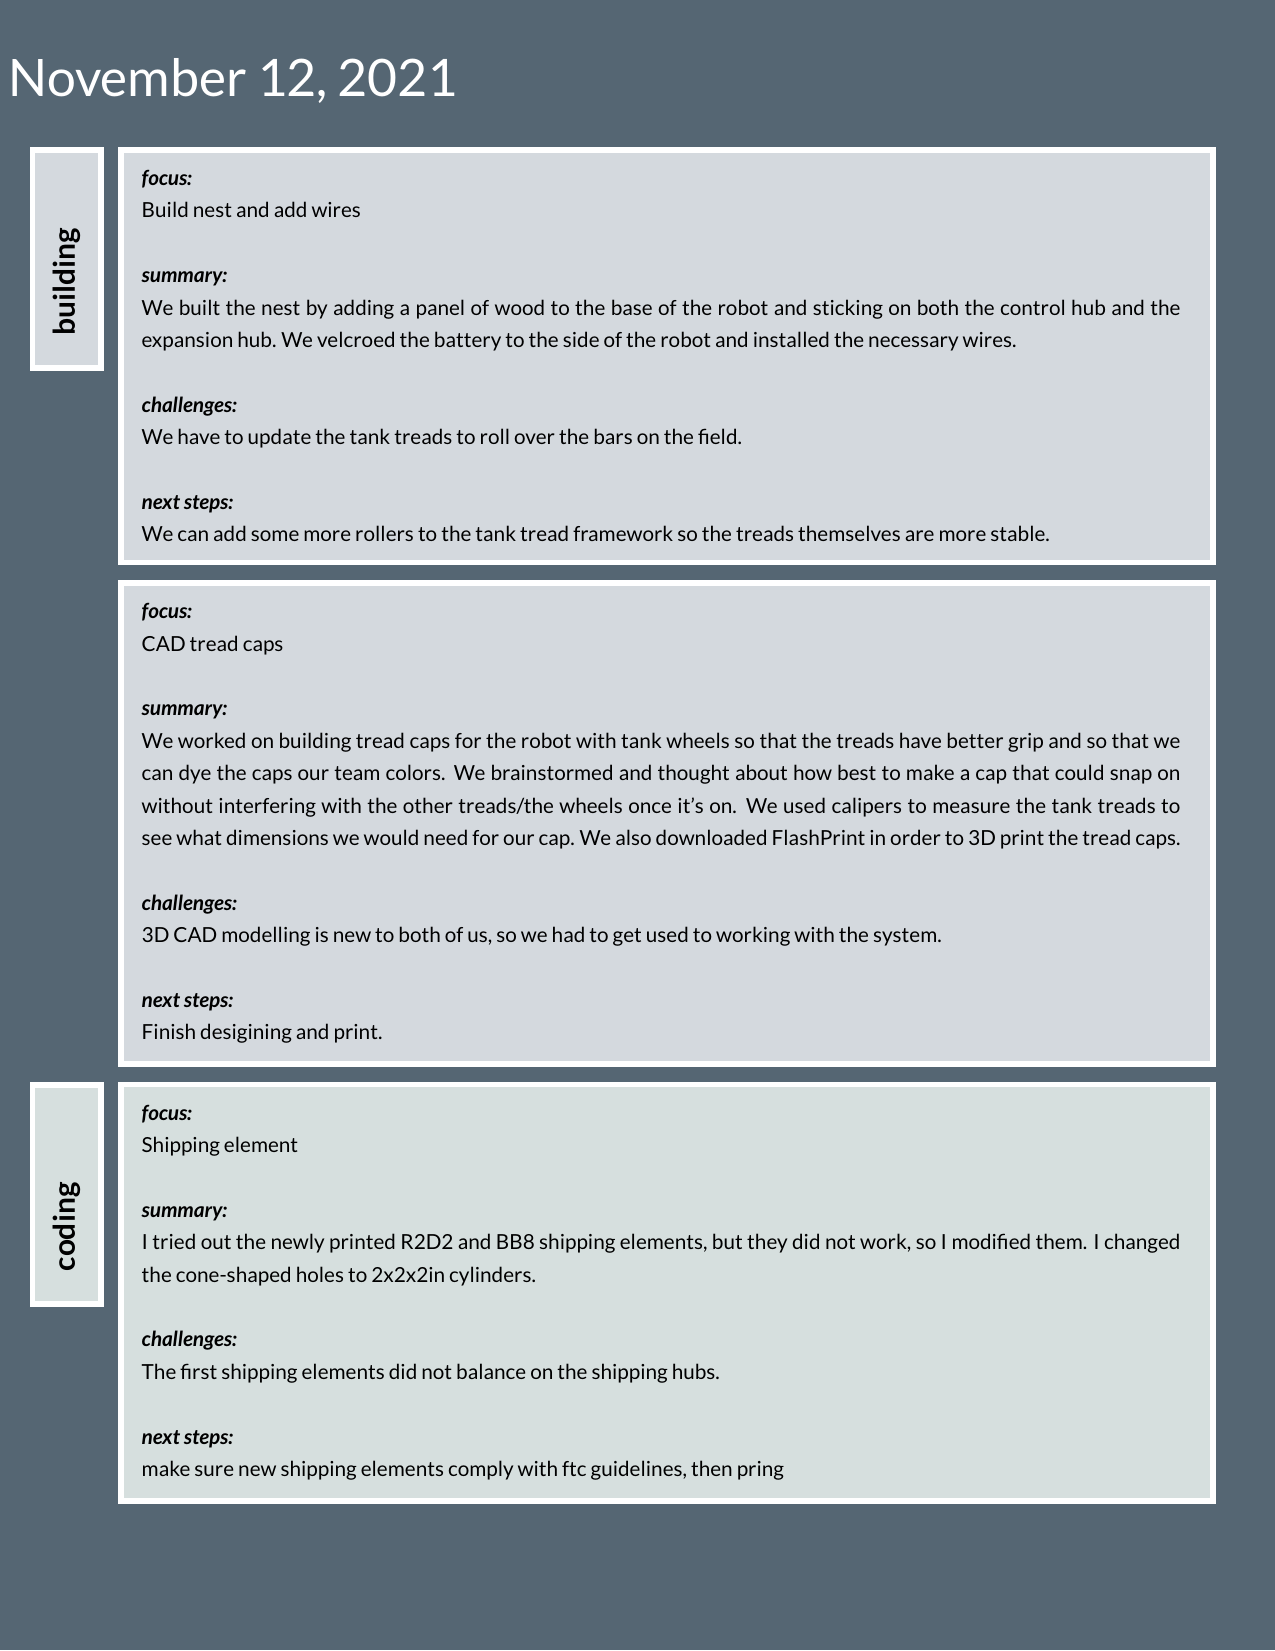 November 12, 2021
building
focus:
Build nest and add wires
summary:
We built the nest by adding a panel of wood to the base of the robot and sticking on both the control hub and the
expansion hub. We velcroed the battery to the side of the robot and installed the necessary wires.
challenges:
We have to update the tank treads to roll over the bars on the field.
next steps:
We can add some more rollers to the tank tread framework so the treads themselves are more stable.
focus:
CAD tread caps
summary:
We worked on building tread caps for the robot with tank wheels so that the treads have better grip and so that we
can dye the caps our team colors. We brainstormed and thought about how best to make a cap that could snap on
without interfering with the other treads/the wheels once it’s on. We used calipers to measure the tank treads to
see what dimensions we would need for our cap. We also downloaded FlashPrint in order to 3D print the tread caps.
challenges:
3D CAD modelling is new to both of us, so we had to get used to working with the system.
next steps:
Finish desigining and print.
coding
focus:
Shipping element
summary:
I tried out the newly printed R2D2 and BB8 shipping elements, but they did not work, so I modified them. I changed
the cone-shaped holes to 2x2x2in cylinders.
challenges:
The first shipping elements did not balance on the shipping hubs.
next steps:
make sure new shipping elements comply with ftc guidelines, then pring